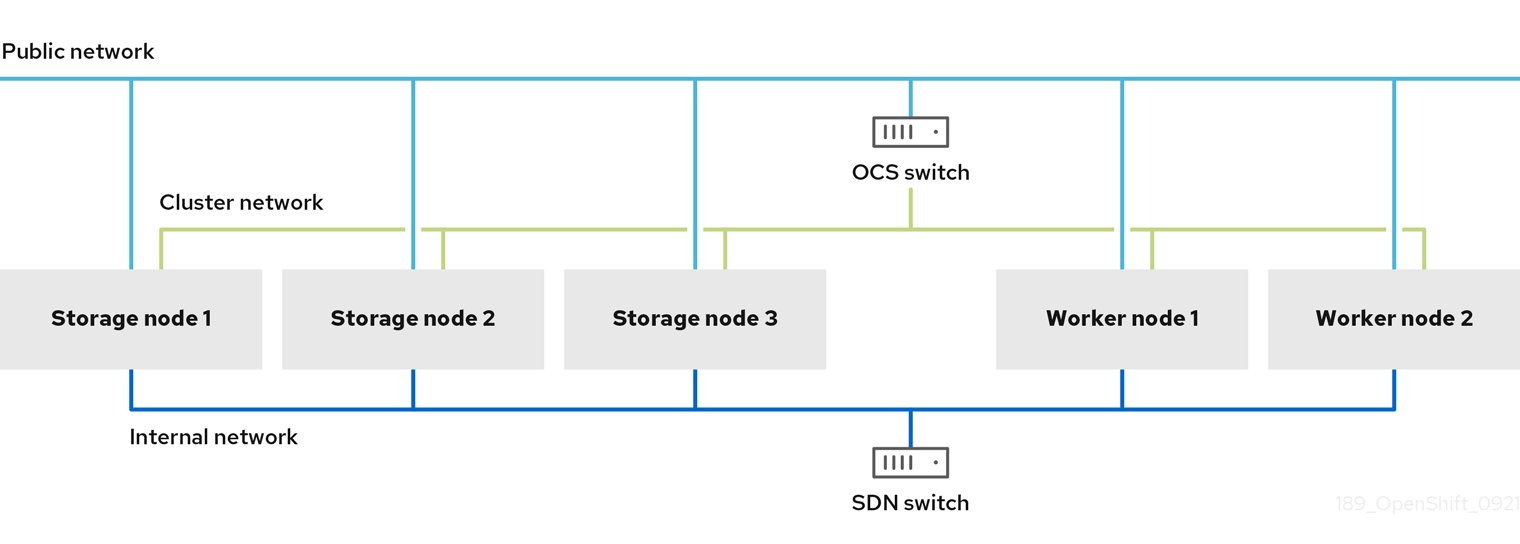 Public network
OCS switch
Cluster network
Storage node 1
Storage node 2
Storage node 3
Worker node 1
Worker node 2
Internal network
SDN switch
189_OpenShift_0921